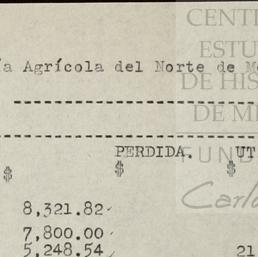 CENT
ESTU
ía Agrícola del Norte de M
DE HIS
DE M
PERDIDA. UT
FUND
$ $ $
Carlo
8,321.82
7,800.00
5,248.54 21